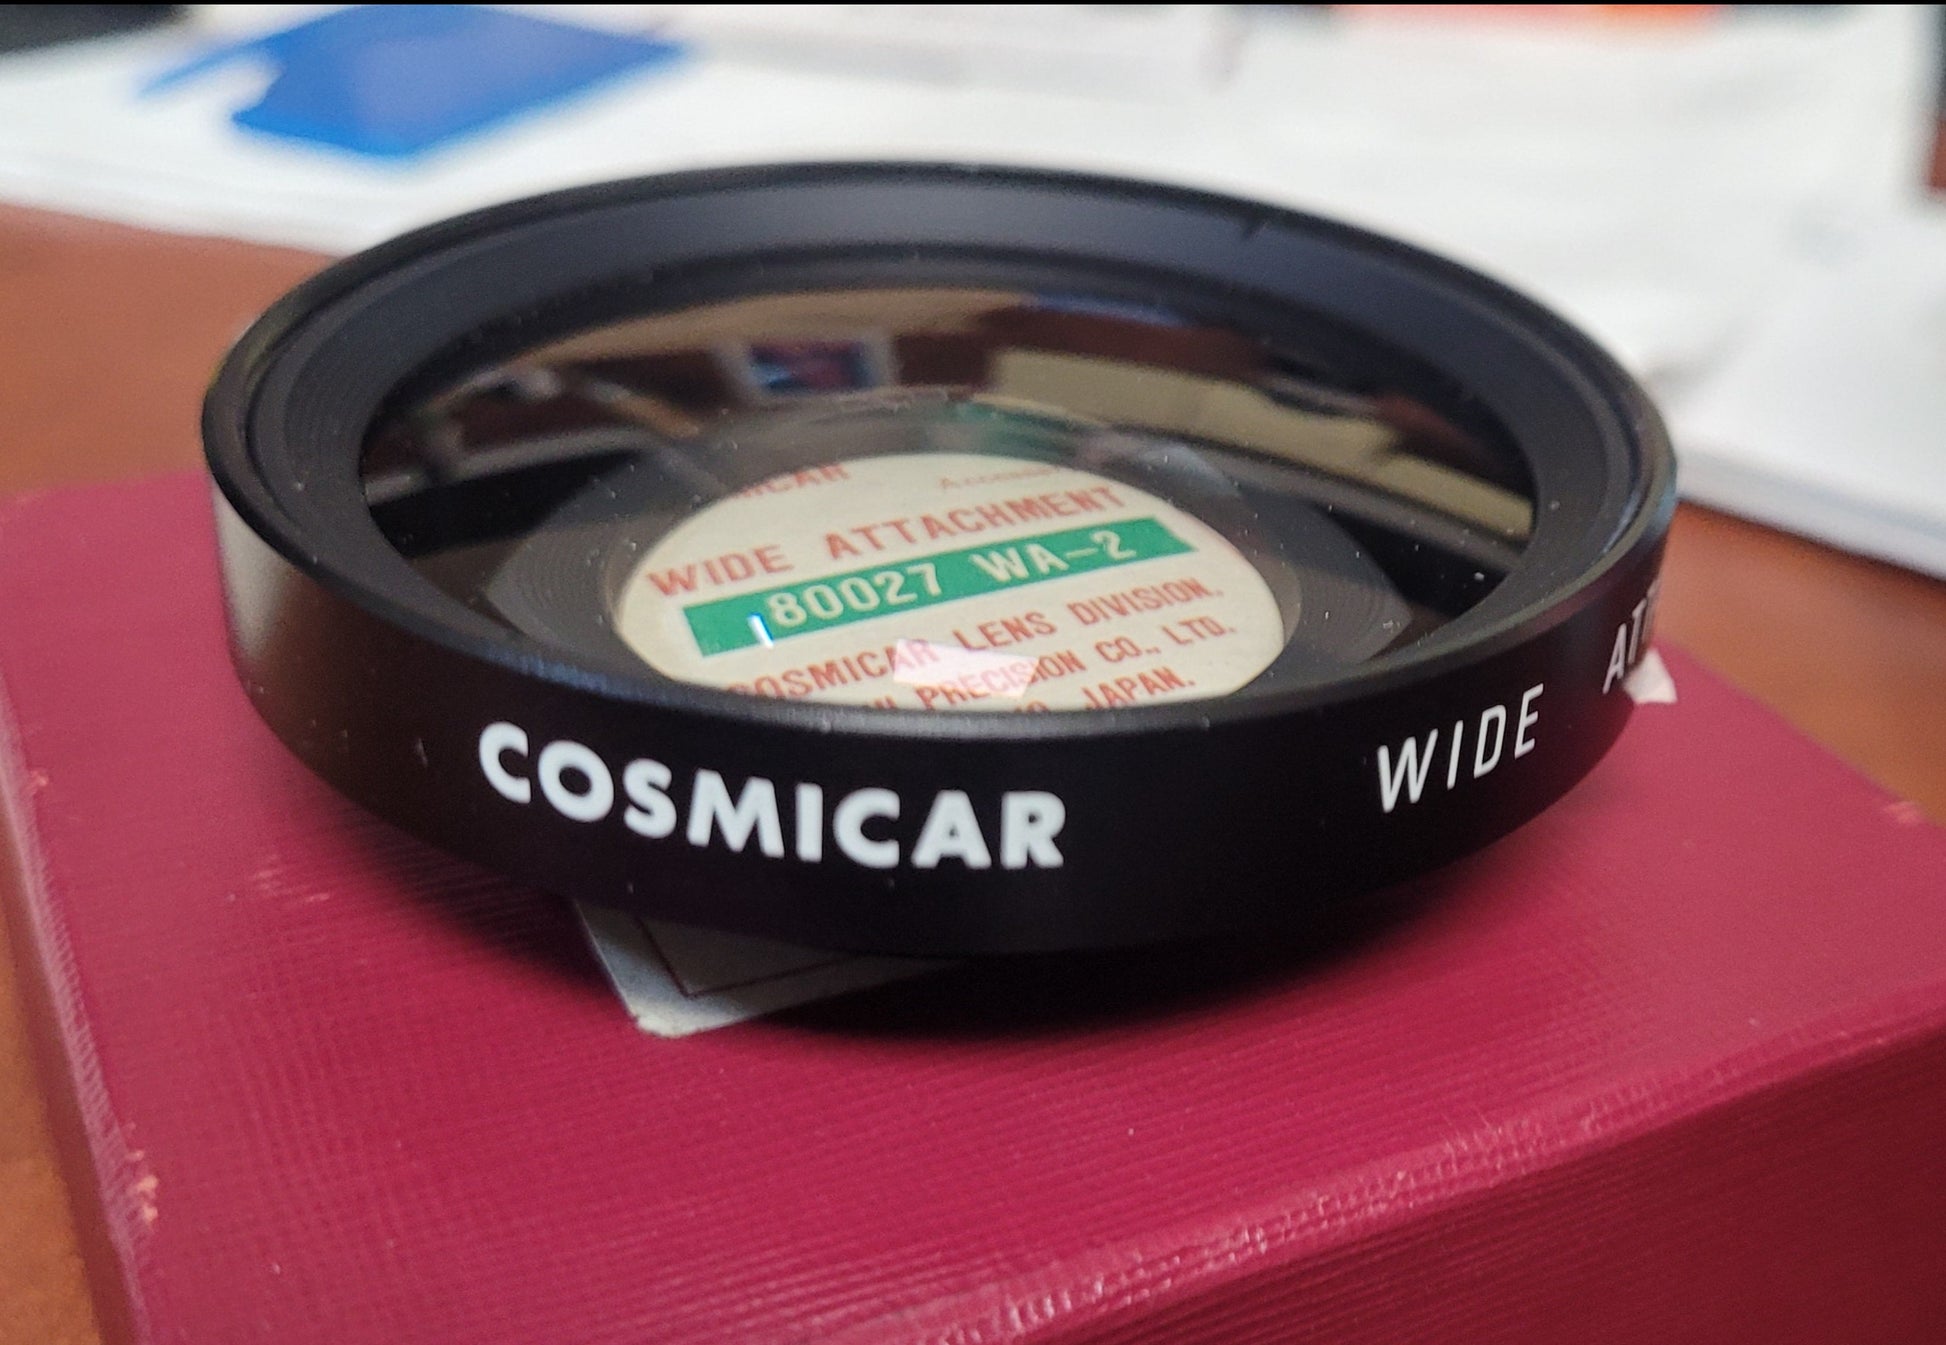 WIDE ATTACHMENT
80027 WA-2
COSMICAR LENS DIVISION.
PRECISION CO., LTD.
JAPAN.
COSMICAR
WIDE